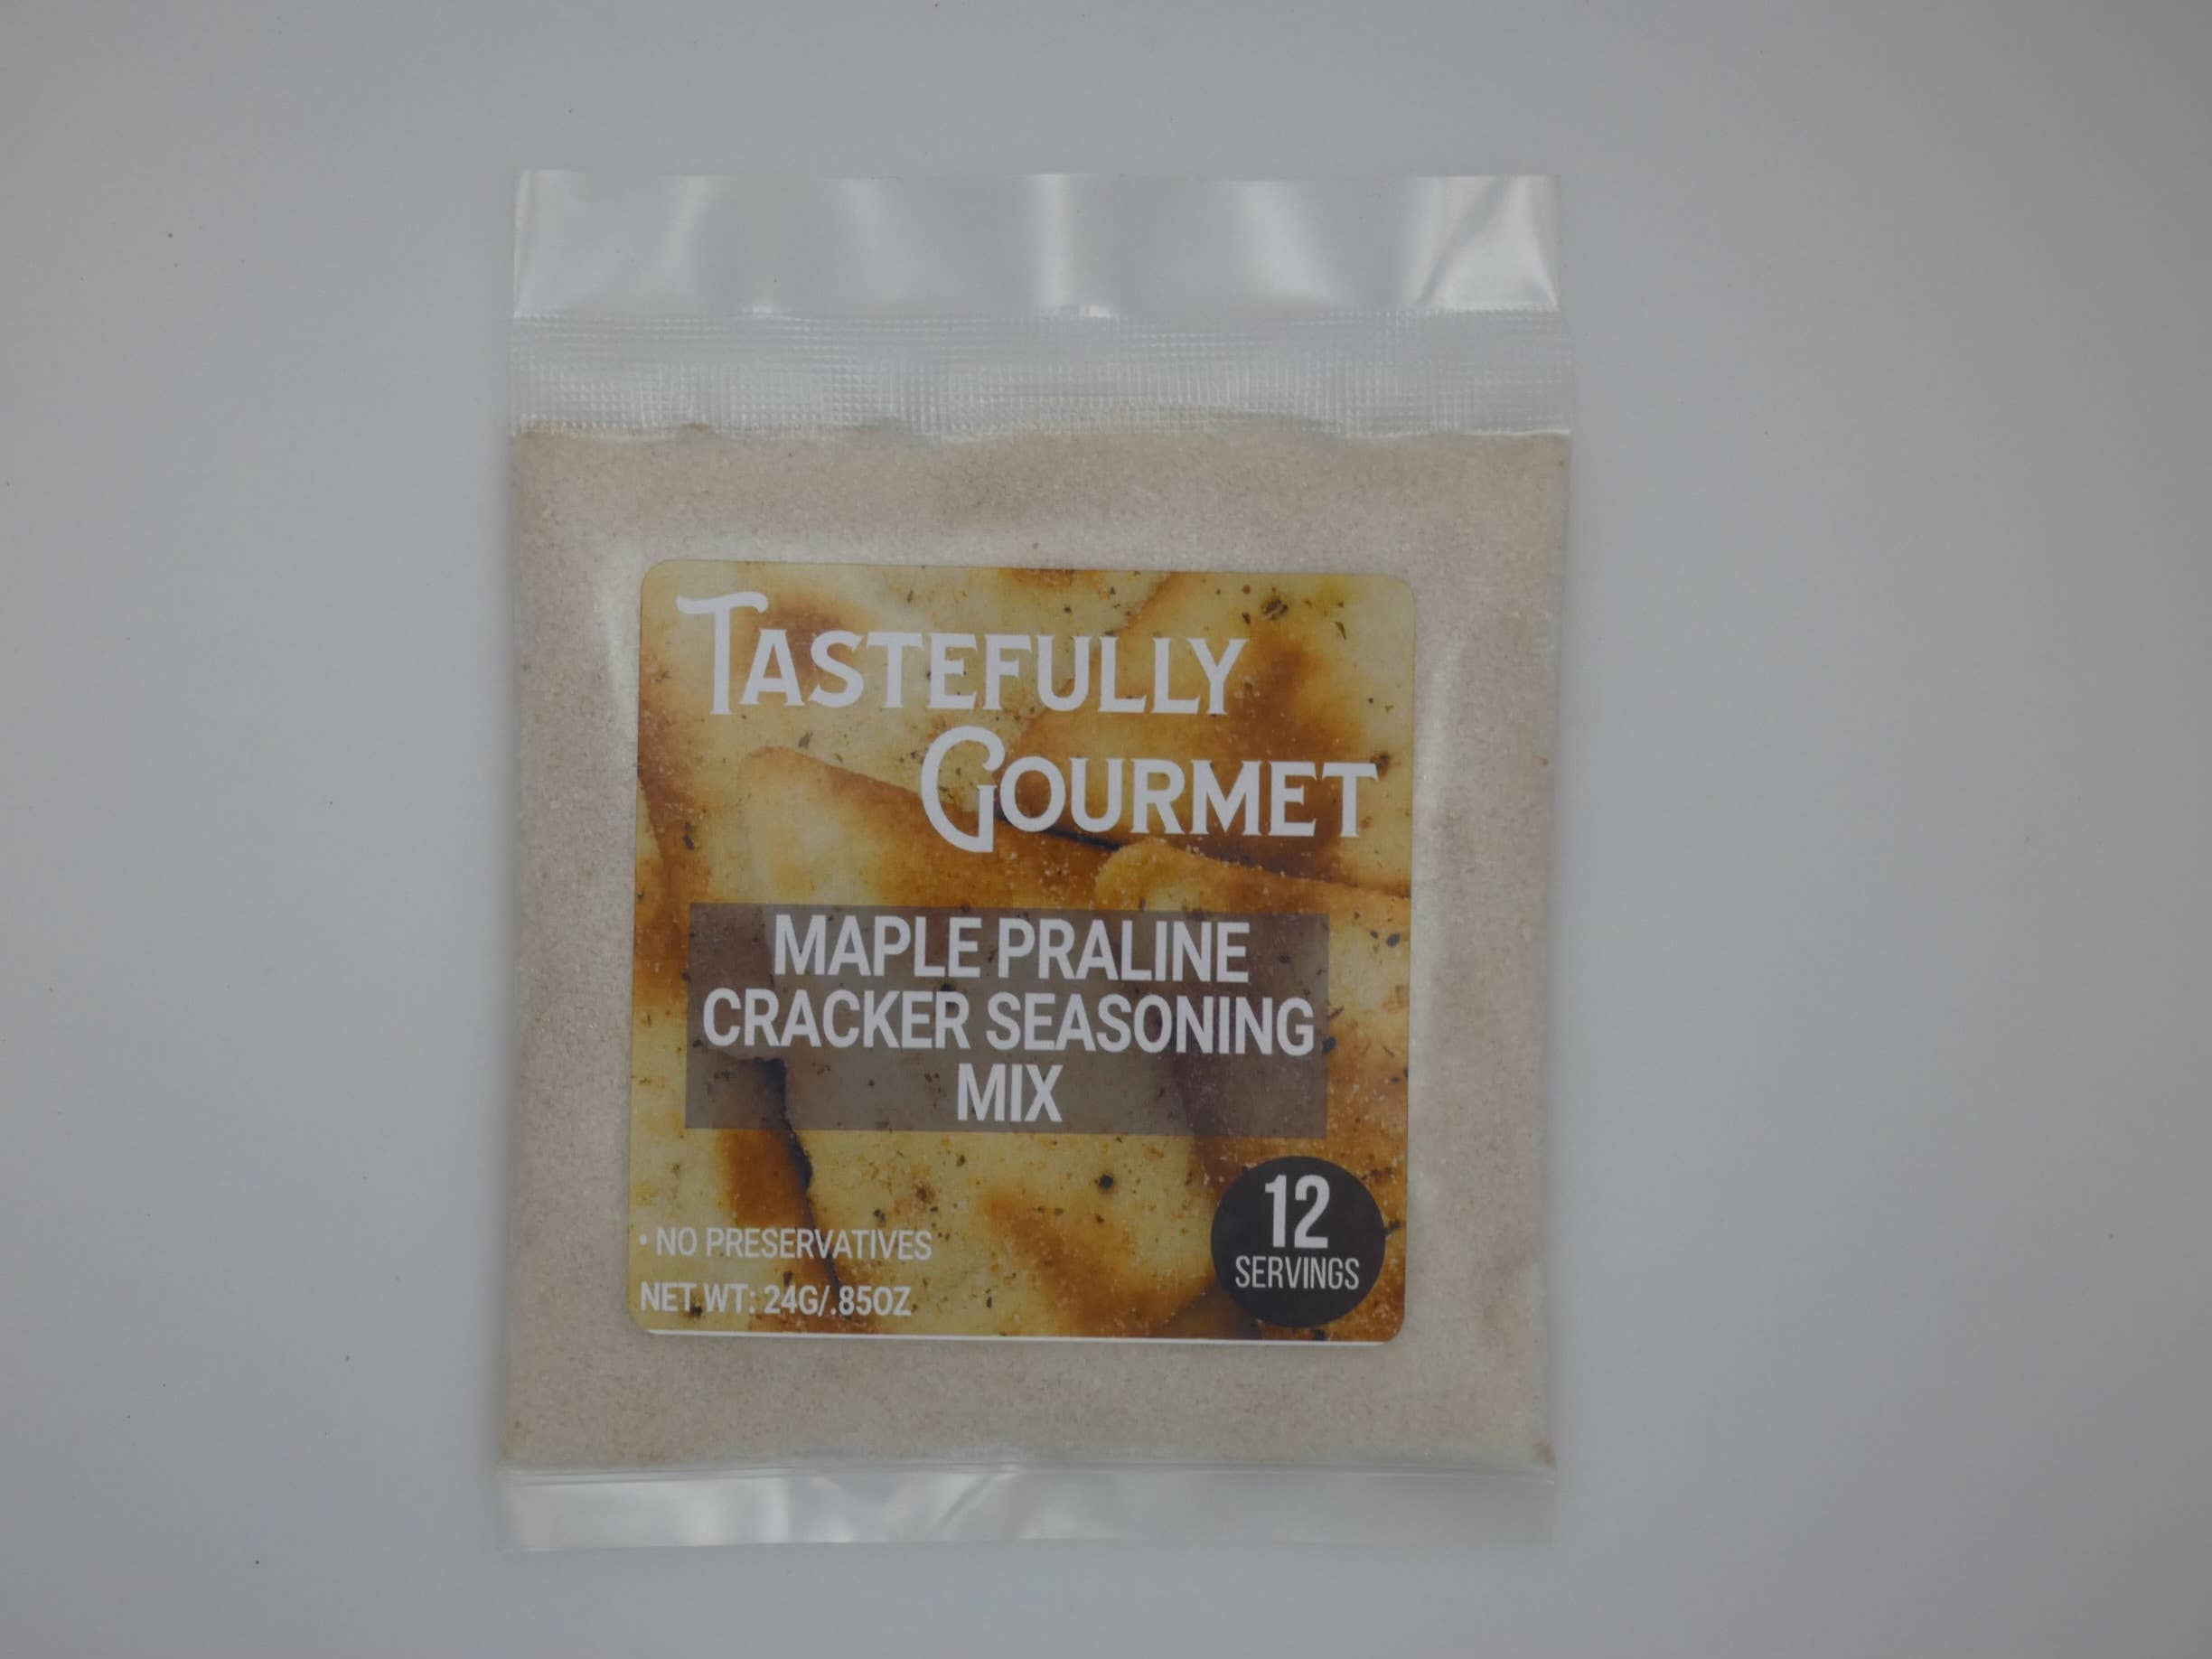 TASTEFULLY
GOURMET
MAPLE PRALINE
CRACKER SEASONING
MIX
12
SERVINGS
• NO PRESERVATIVES
NET WT: 24G/.85OZ